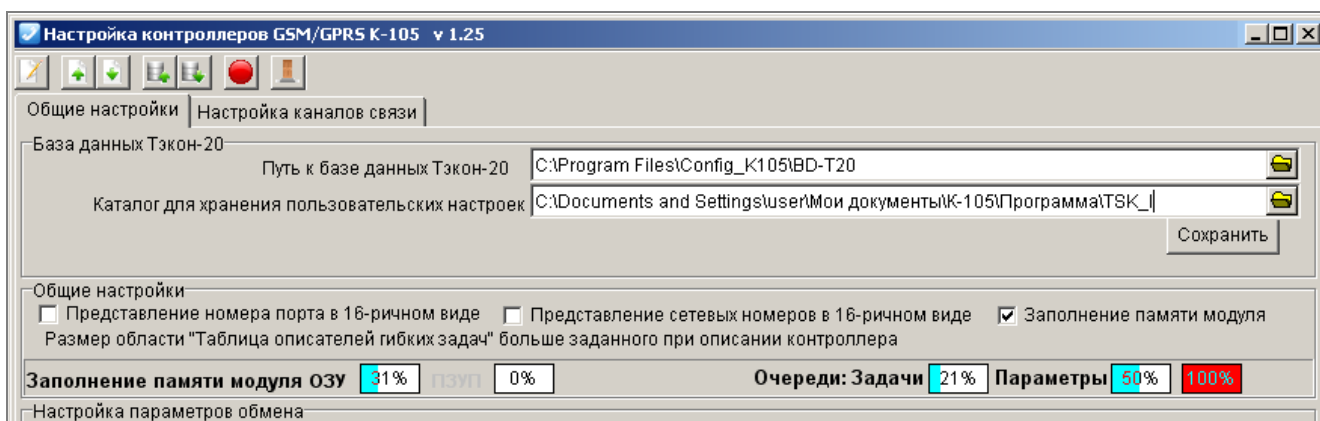 Настройка контроллеров GSM/GPRS K-105 v 1.25
Общие настройки Настройка каналов связи
База данных Тэкон-20
Путь к базе данных Тэкон-20 C:\Program Files\Config_K105\BD-T20
Каталог для хранения пользовательских настроек C:\Documents and Settings\user\Мои документы\К-105\Программа\TSK_I
Сохранить
Общие настройки
Представление номера порта в 16-ричном виде Представление сетевых номеров в 16-ричном виде Заполнение памяти модуля
Размер области "Таблица описателей гибких задач" больше заданного при описании контроллера
Заполнение памяти модуля ОЗУ 31% ПЗУП 0% Очереди: Задачи 21% Параметры 50% 100%
Настройка параметров обмена